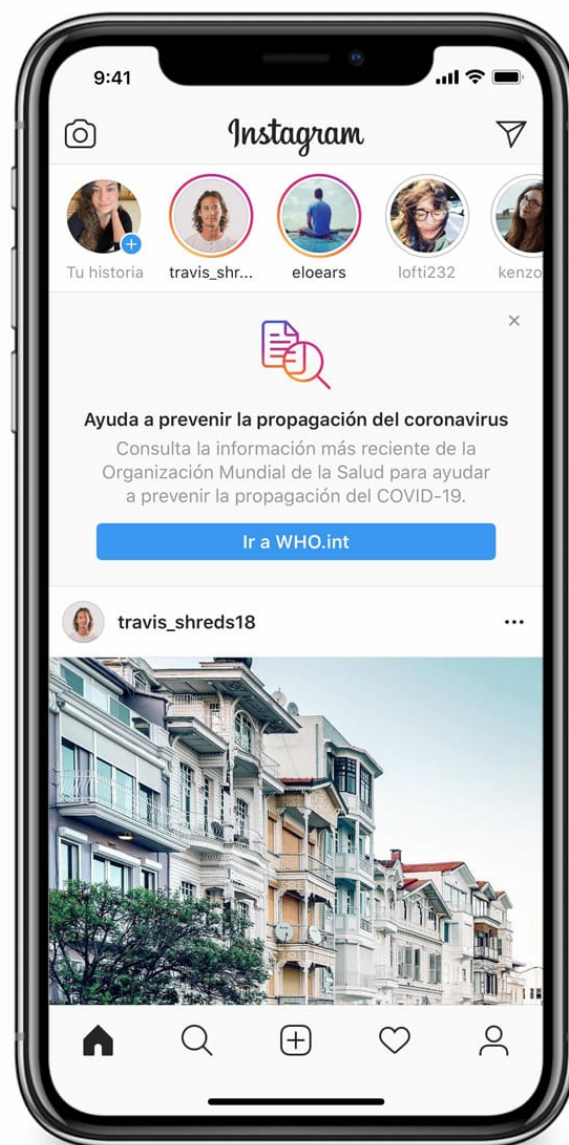 9:41
Instagram
Tu historia
travis_shr...
eloears
lofti232
kenzo
Ayuda a prevenir la propagación del coronavirus
Consulta la información más reciente de la
Organización Mundial de la Salud para ayudar
a prevenir la propagación del COVID-19.
Ir a WHO.int
travis_shreds18